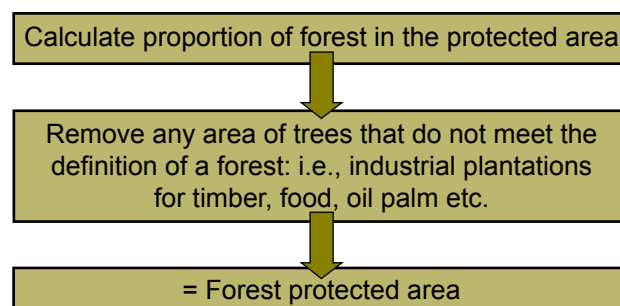 Calculate proportion of forest in the protected area
Remove any area of trees that do not meet the
definition of a forest: i.e., industrial plantations
for timber, food, oil palm etc.
= Forest protected area